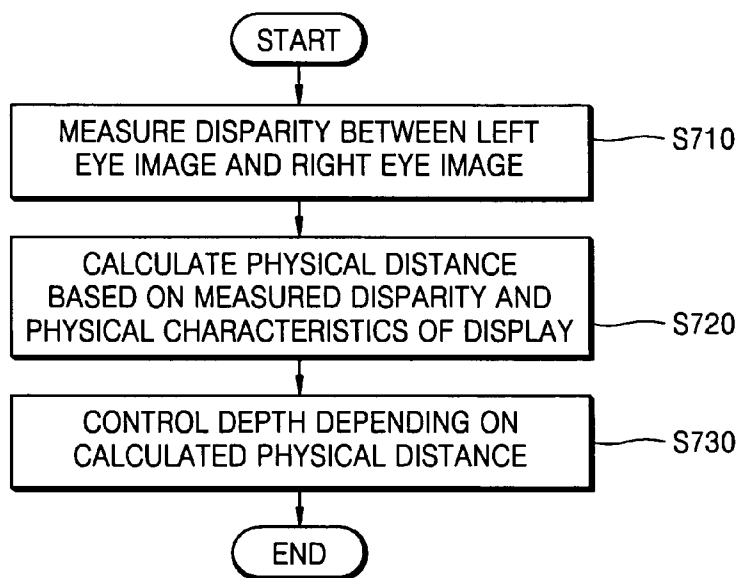 START
MEASURE DISPARITY BETWEEN LEFT
EYE IMAGE AND RIGHT EYE IMAGE
S710
CALCULATE PHYSICAL DISTANCE
BASED ON MEASURED DISPARITY AND
PHYSICAL CHARACTERISTICS OF DISPLAY
S720
CONTROL DEPTH DEPENDING ON
CALCULATED PHYSICAL DISTANCE
S730
END